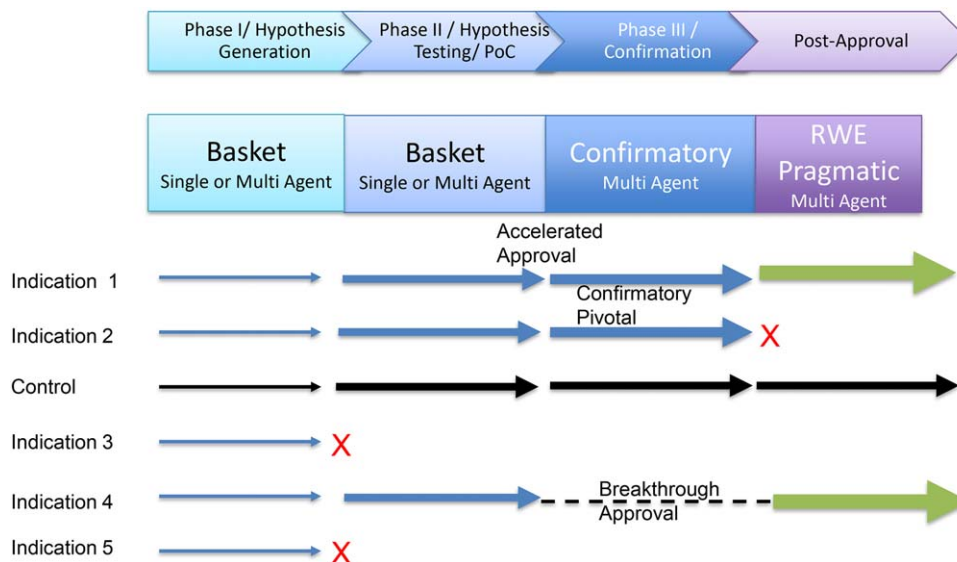 Phase I/ Hypothesis
Generation
Phase II / Hypothesis
Testing/ PoC
Phase III /
Confirmation
Post-Approval
Basket
Single or Multi Agent
Basket
Single or Multi Agent
Confirmatory
Multi Agent
RWE
Pragmatic
Multi Agent
Accelerated
Approval
Indication 1
Confirmatory
Pivotal
Indication 2
X
Control
Indication 3
X
Indication 4
Breakthrough
Approval
Indication 5
X